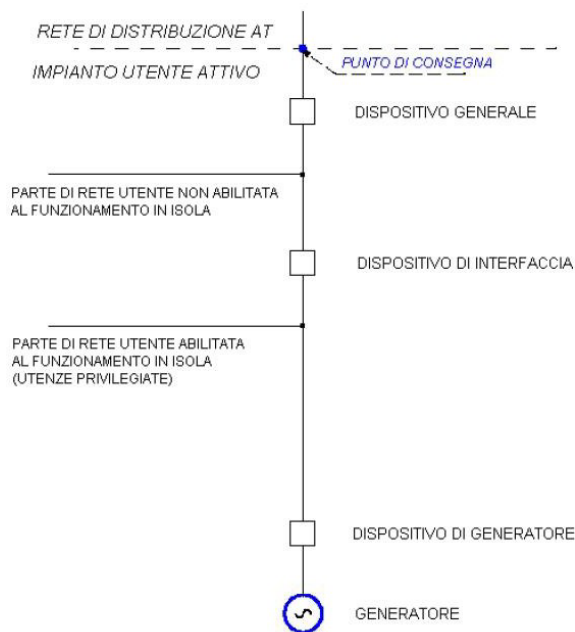 RETE DI DISTRIBUZIONE AT
PUNTO DI CONSEGNA
IMPIANTO UTENTE ATTIVO
DISPOSITIVO GENERALE
PARTE DI RETE UTENTE NON ABILITATA
AL FUNZIONAMENTO IN ISOLA
DISPOSITIVO DI INTERFACCIA
PARTE DI RETE UTENTE ABILITATA
AL FUNZIONAMENTO IN ISOLA
(UTENZE PRIVILEGIATE)
DISPOSITIVO DI GENERATORE
GENERATORE